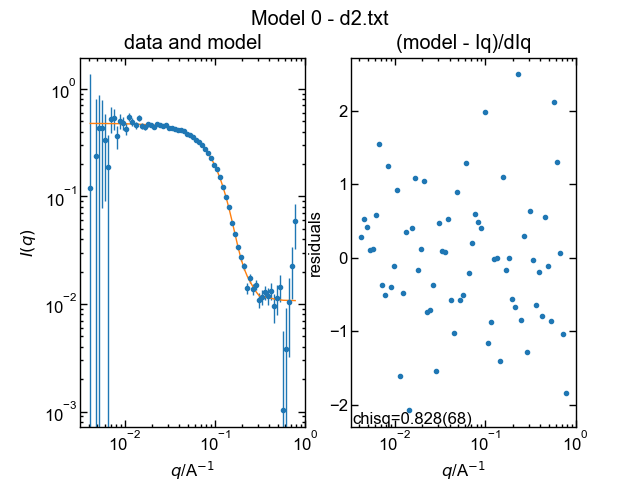 Model 0 - d2.txt
data and model
(model - Iq)/dIq
10⁰
10⁻¹
10⁻²
10⁻³
I(q)
10⁻² 10⁻¹ 10⁰
q/A⁻¹
2
1
0
−1
−2
residuals
chisq=0.828(68)
10⁻² 10⁻¹ 10⁰
q/A⁻¹